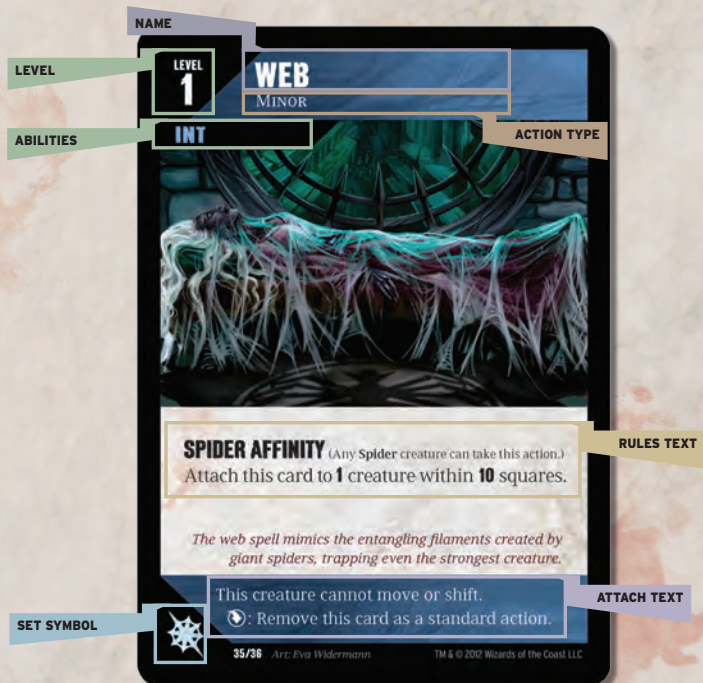 NAME
LEVEL
LEVEL
1
WEB
MINOR
ACTION TYPE
ABILITIES
INT
SPIDER AFFINITY (Any Spider creature can take this action.)
Attach this card to 1 creature within 10 squares.
RULES TEXT
The web spell mimics the entangling filaments created by
giant spiders, trapping even the strongest creature.
This creature cannot move or shift.
: Remove this card as a standard action.
ATTACH TEXT
SET SYMBOL
35/36 Art: Eva Widermann TM & © 2012 Wizards of the Coast LLC